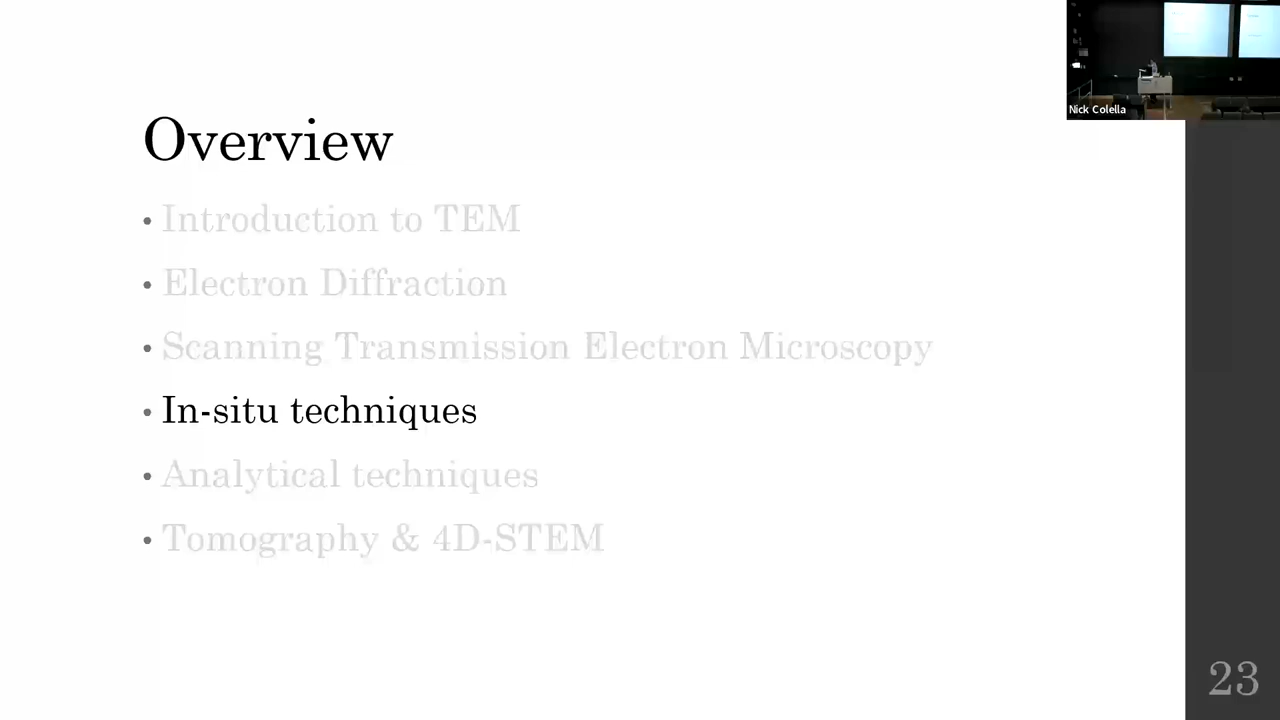 Nick Colella
Overview
• Introduction to TEM
• Electron Diffraction
• Scanning Transmission Electron Microscopy
• In-situ techniques
• Analytical techniques
• Tomography & 4D-STEM
23